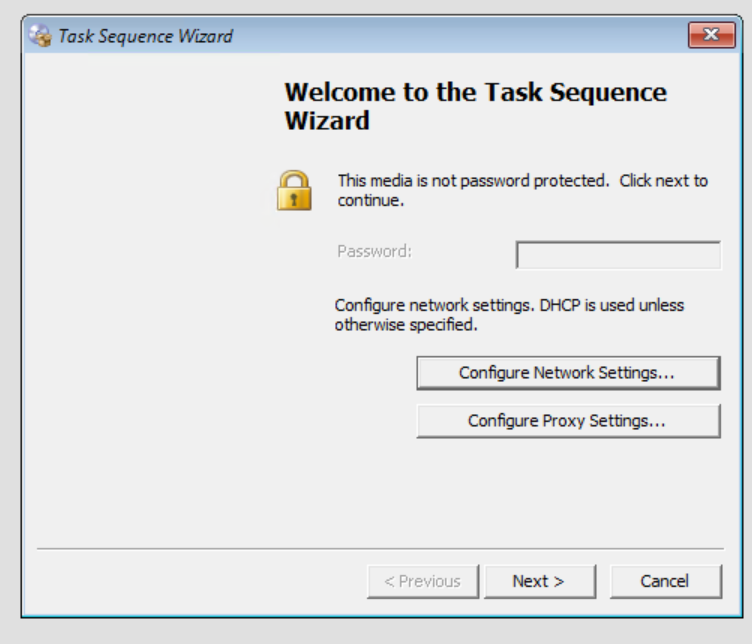 Task Sequence Wizard
Welcome to the Task Sequence
Wizard
This media is not password protected.  Click next to
continue.
Password:
Configure network settings. DHCP is used unless
otherwise specified.
Configure Network Settings...
Configure Proxy Settings...
< Previous
Next >
Cancel